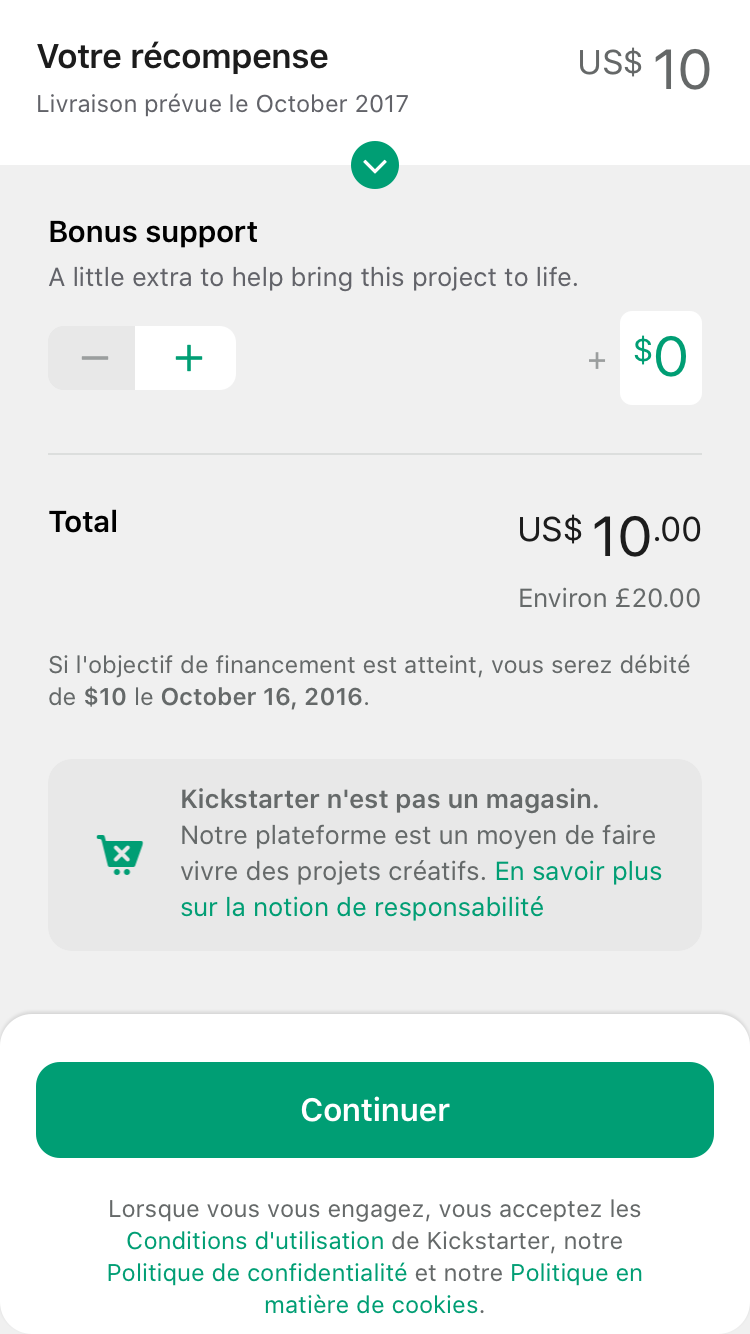 Votre récompense
US$ 10
Livraison prévue le October 2017
Bonus support
A little extra to help bring this project to life.
+ $0
Total
US$ 10.00
Environ £20.00
Si l'objectif de financement est atteint, vous serez débité
de $10 le October 16, 2016.
Kickstarter n'est pas un magasin.
Notre plateforme est un moyen de faire
vivre des projets créatifs. En savoir plus
sur la notion de responsabilité
Continuer
Lorsque vous vous engagez, vous acceptez les
Conditions d'utilisation de Kickstarter, notre
Politique de confidentialité et notre Politique en
matière de cookies.